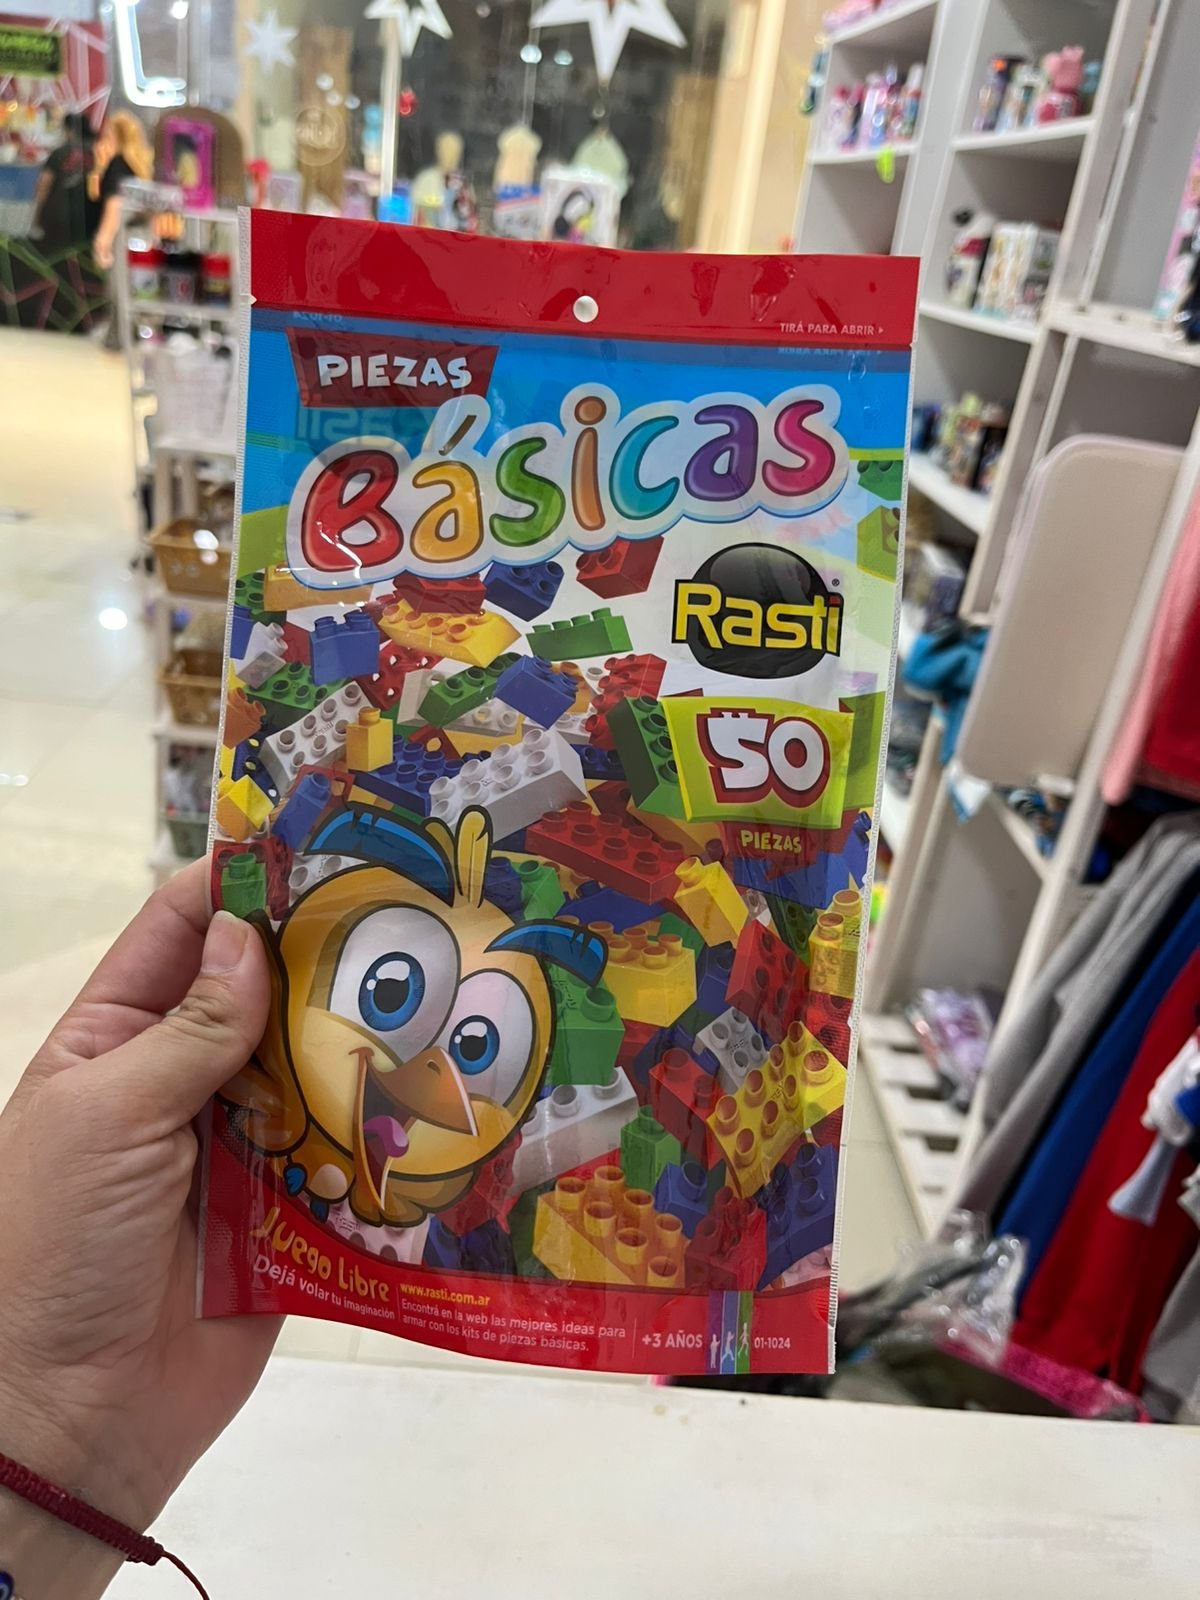 TIRÁ PARA ABRIR
PIEZAS
Básicas
Rasti
50
PIEZAS
Juego Libre
Dejá volar tu imaginación
www.rasti.com.ar
Encontrá en la web las mejores ideas para
armar con los kits de piezas básicas.
+3 AÑOS
01-1024